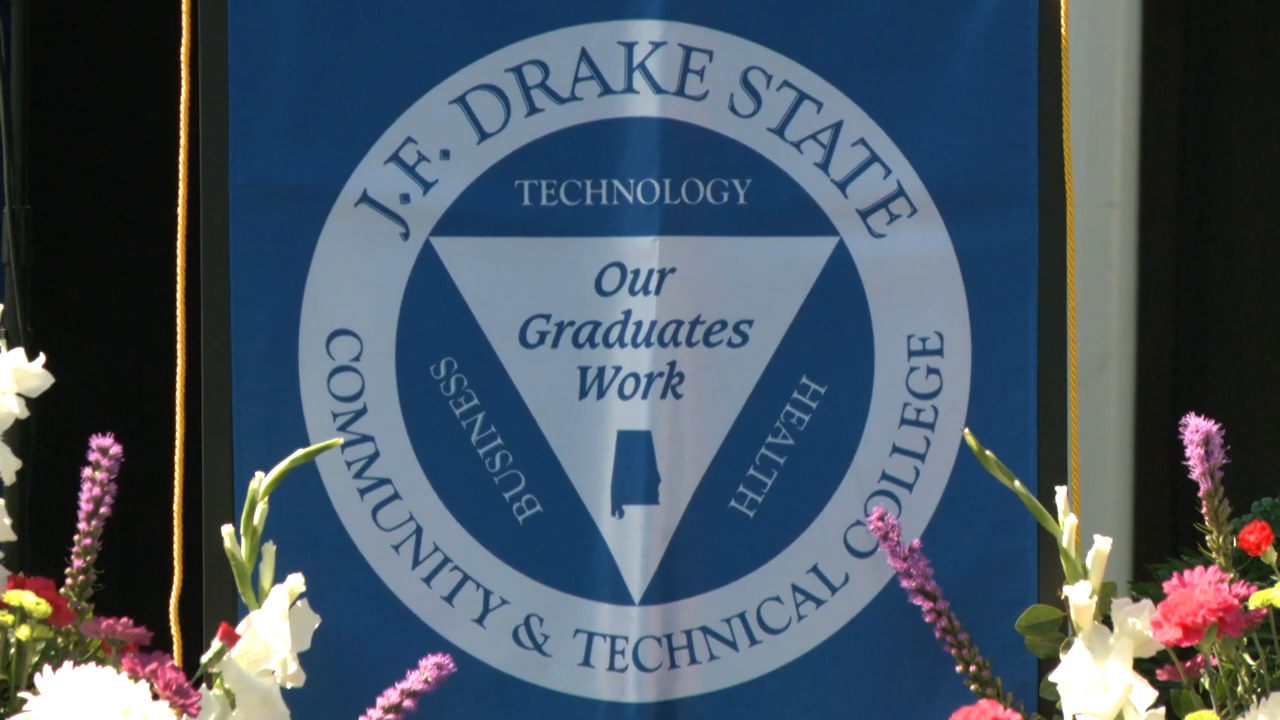 J.F. DRAKE STATE
TECHNOLOGY
Our
Graduates
Work
BUSINESS
HEALTH
COMMUNITY & TECHNICAL COLLEGE